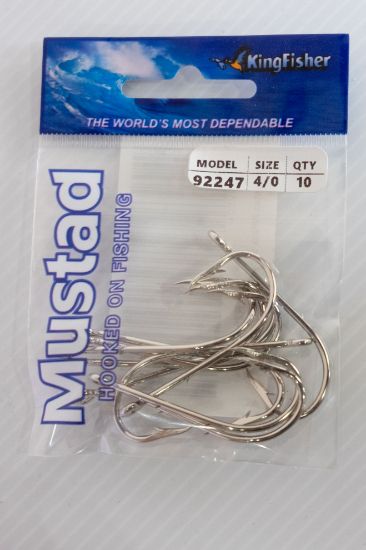 KingFisher
THE WORLD'S MOST DEPENDABLE
MODEL SIZE QTY
92247 4/0 10
Mustad
HOOKED ON FISHING